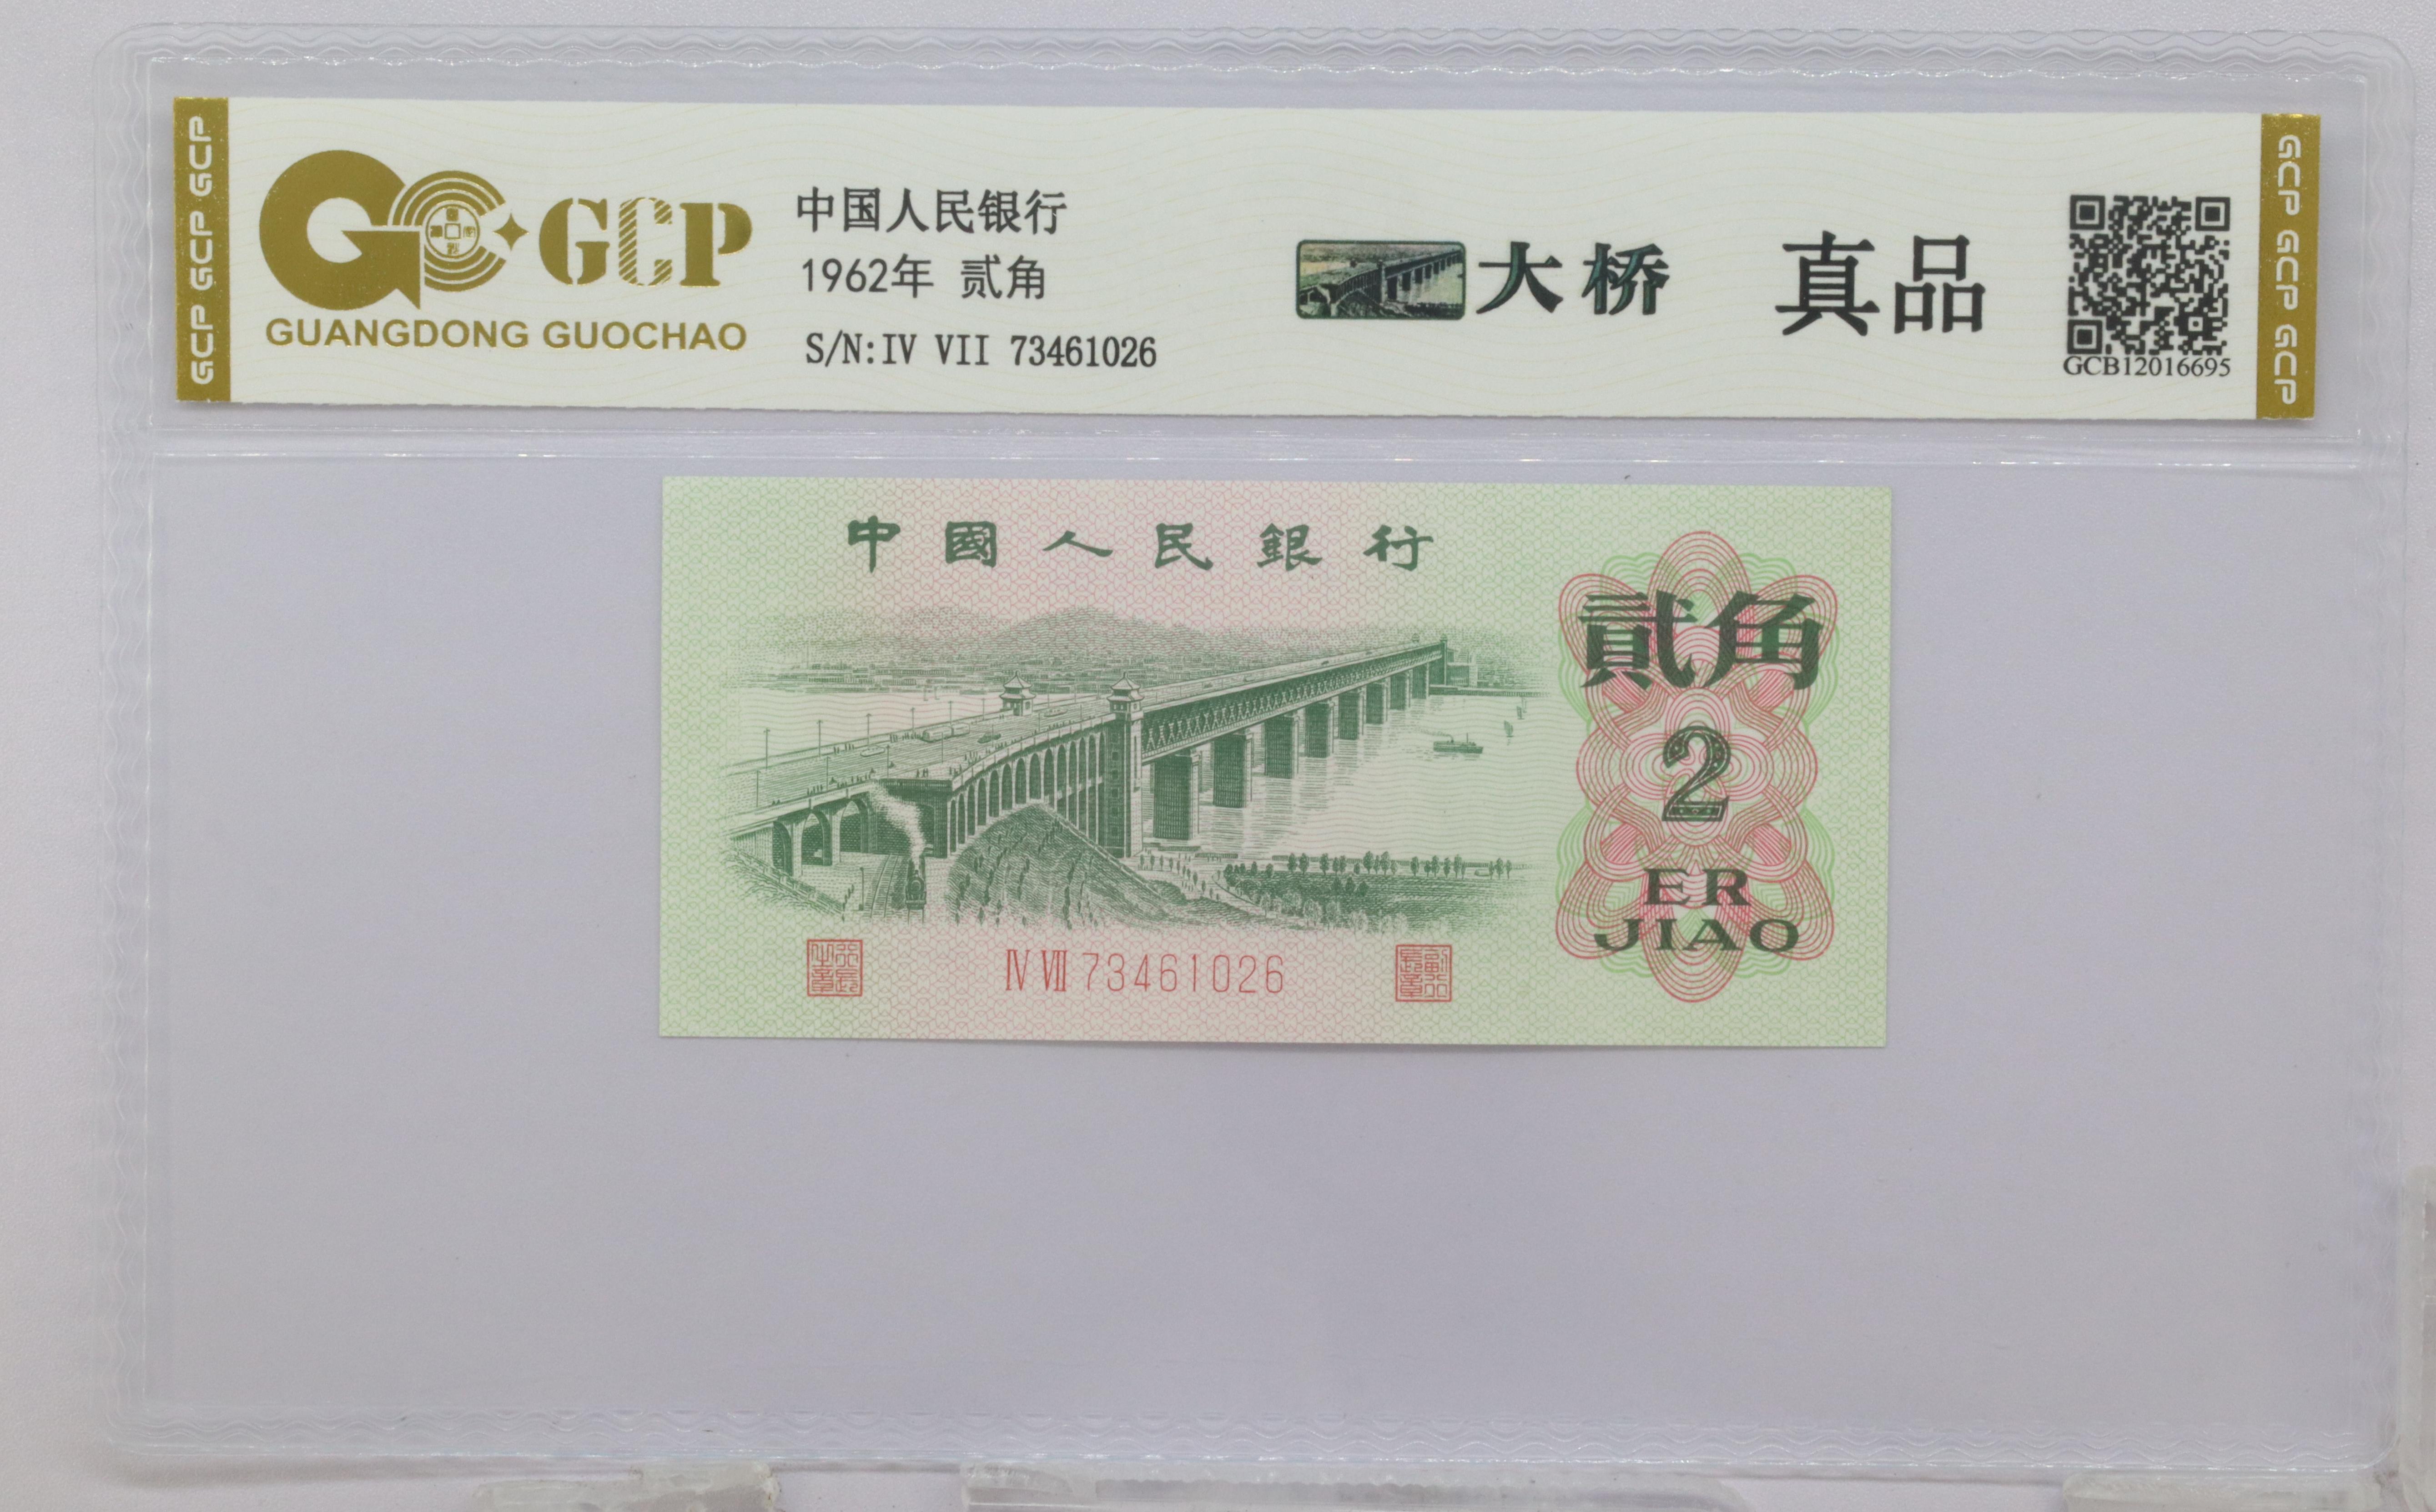 GCP GCP GCP
GCP
GUANGDONG GUOCHAO
中国人民银行
1962年 贰角
S/N:IV VII 73461026
大桥
真品
GCB12016695
GCP GCP GCP
中國人民銀行
貳角
2
ER
JIAO
Ⅳ Ⅶ 73461026